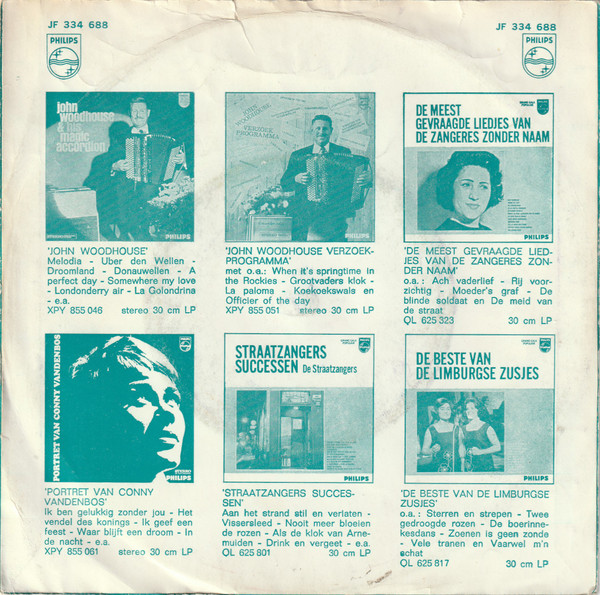 JF 334 688
JF 334 688
PHILIPS
PHILIPS
john
woodhouse
& his
magic
accordion
PHILIPS
'JOHN WOODHOUSE'
Melodia - Uber den Wellen -
Droomland - Donauwellen - A
perfect day - Somewhere my love
- Londonderry air - La Golondrina
- e.a.
XPY 855 046 stereo 30 cm LP
JOHN
WOODHOUSE
VERZOEK
PROGRAMMA
PHILIPS
'JOHN WOODHOUSE VERZOEK-
PROGRAMMA'
met o.a.: When it's springtime in
the Rockies - Grootvaders klok -
La paloma - Koekoekswals en
Officier of the day
XPY 855 051 stereo 30 cm LP
DE MEEST
GEVRAAGDE LIEDJES VAN
DE ZANGERES ZONDER NAAM
PHILIPS
'DE MEEST GEVRAAGDE LIED-
JES VAN DE ZANGERES ZON-
DER NAAM'
o.a.: Ach vaderlief - Rij voor-
zichtig - Moeder's graf - De
blinde soldaat en De meid van
de straat
QL 625 323 30 cm LP
PORTRET VAN CONNY VANDENBOS
PHILIPS
'PORTRET VAN CONNY
VANDENBOS'
Ik ben gelukkig zonder jou - Het
vendel des konings - Ik geef een
feest - Waar blijft een droom - In
de nacht - e.a.
XPY 855 061 stereo 30 cm LP
STRAATZANGERS
SUCCESSEN De Straatzangers
PHILIPS
'STRAATZANGERS SUCCES-
SEN'
Aan het strand stil en verlaten -
Vissersleed - Nooit meer bloeien
de rozen - Als de klok van Arne-
muiden - Drink en vergeet - e.a.
QL 625 801 30 cm LP
DE BESTE VAN
DE LIMBURGSE ZUSJES
PHILIPS
'DE BESTE VAN DE LIMBURGSE
ZUSJES'
o.a.: Sterren en strepen - Twee
gedroogde rozen - De boerinne-
kesdans - Zoenen is geen zonde
- Vele tranen en Vaarwel m'n
schat
QL 625 817 30 cm LP